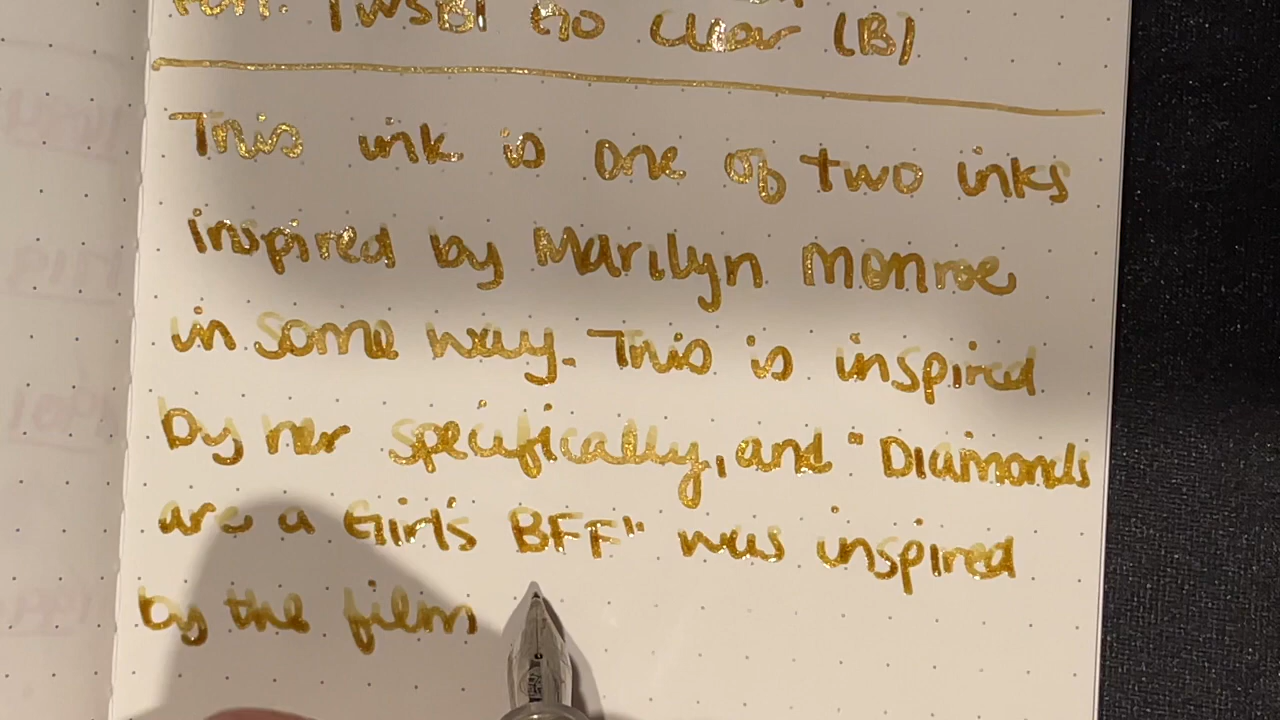 Pen: TWSBI ECO Clear (B)
This ink is one of two inks
inspired by Marilyn Monroe
in some way. This is inspired
by her specifically, and "Diamonds
are a Girl's BFF" was inspired
by the film